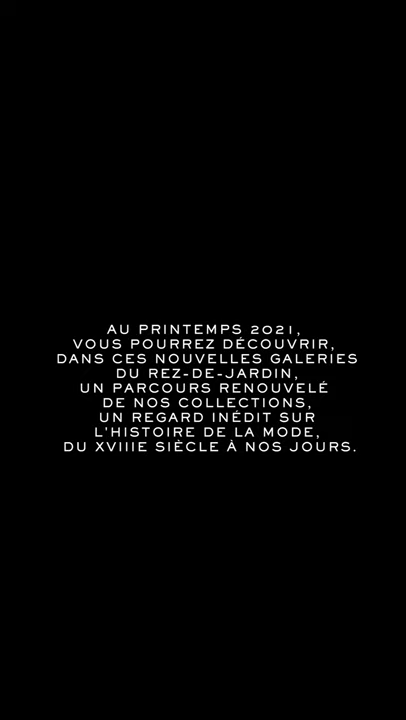 AU PRINTEMPS 2021,
VOUS POURREZ DÉCOUVRIR,
DANS CES NOUVELLES GALERIES
DU REZ-DE-JARDIN,
UN PARCOURS RENOUVELÉ
DE NOS COLLECTIONS,
UN REGARD INÉDIT SUR
L'HISTOIRE DE LA MODE,
DU XVIIIE SIÈCLE À NOS JOURS.